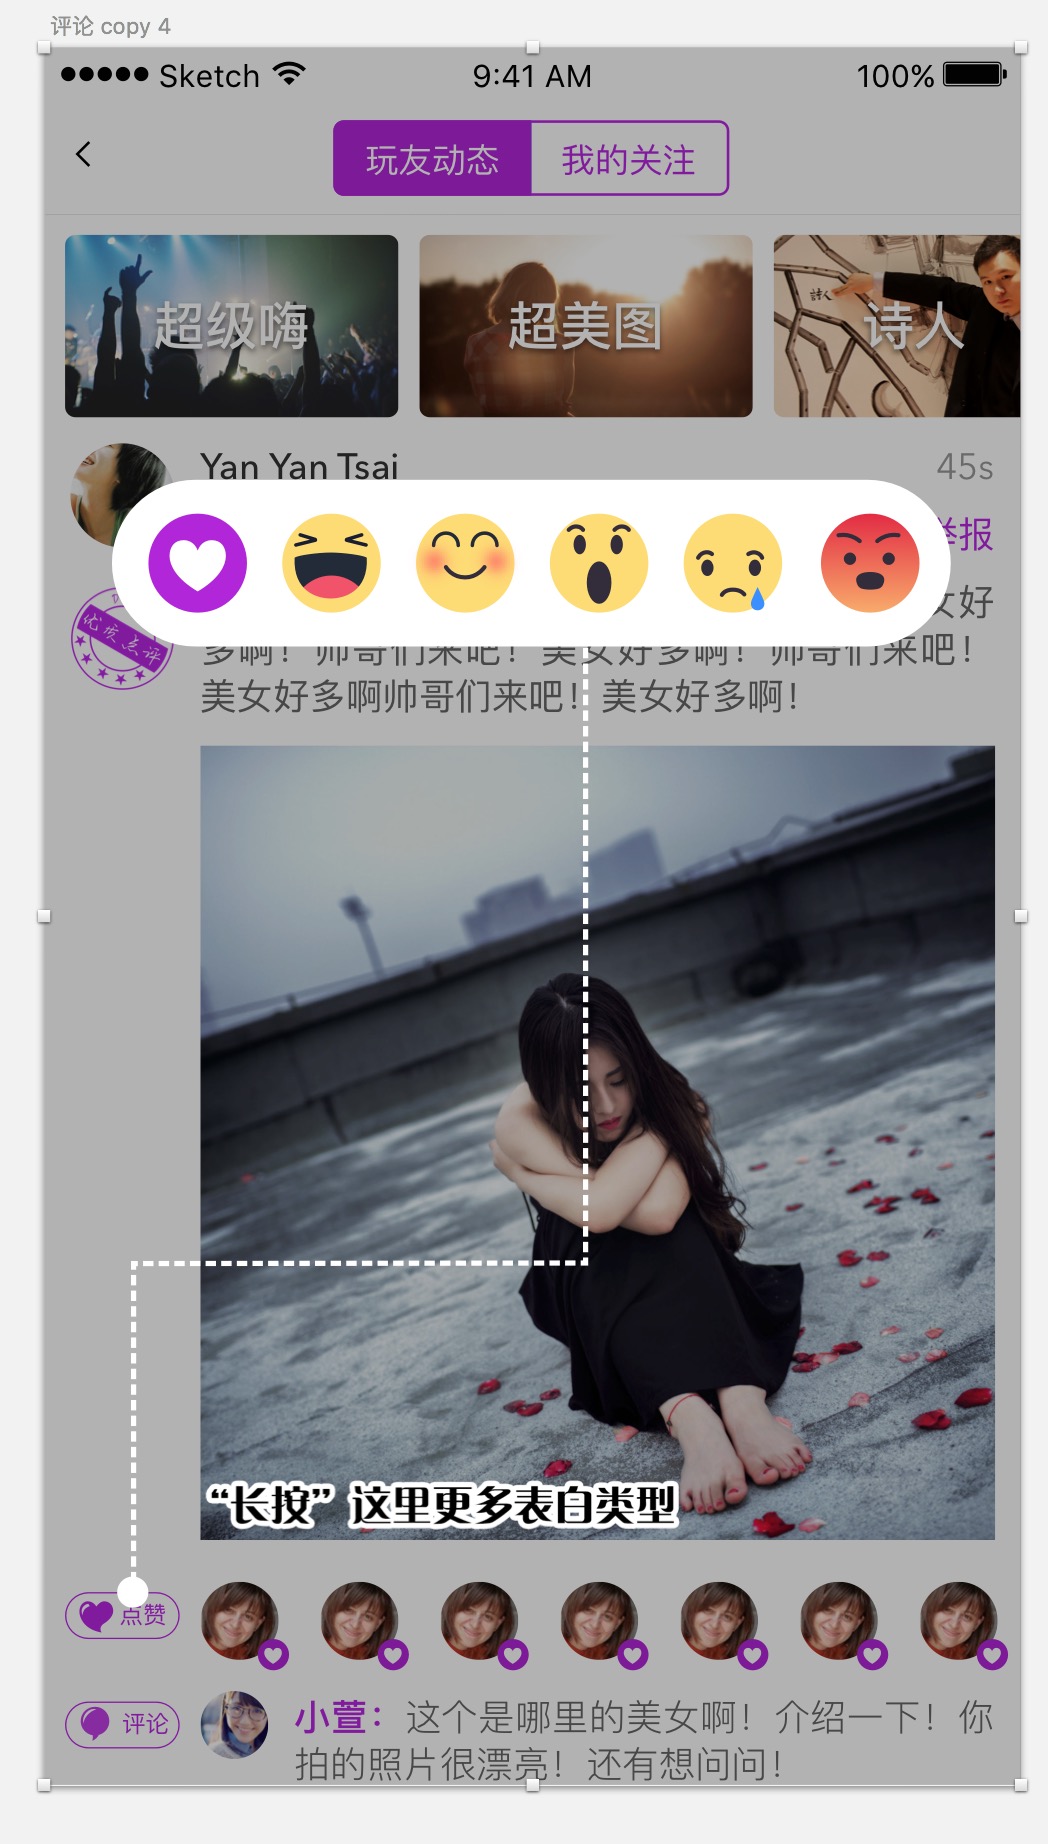 评论 copy 4
Sketch 9:41 AM 100%
玩友动态 我的关注
超级嗨 超美图 诗人
诗人
Yan Yan Tsai 45s
举报
优质点评
女好
多啊！帅哥们来吧！美女好多啊！帅哥们来吧！
美女好多啊帅哥们来吧！美女好多啊！
“长按”这里更多表白类型
点赞
评论 小萱：这个是哪里的美女啊！介绍一下！你
拍的照片很漂亮！还有想问问！